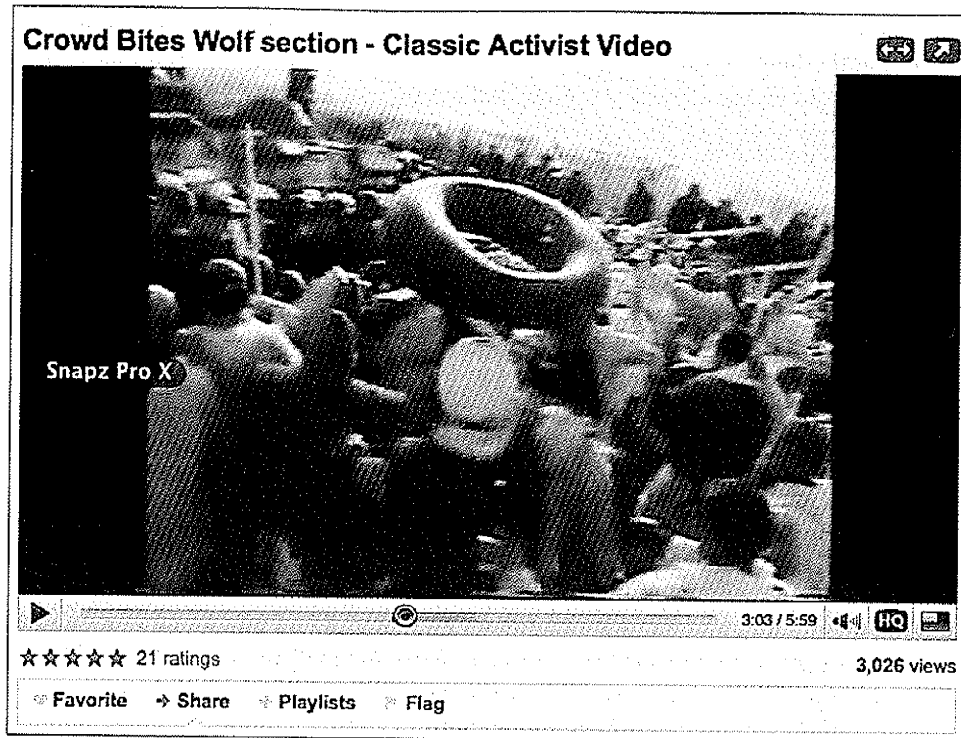 Crowd Bites Wolf section - Classic Activist Video
Snapz Pro X
3:03 / 5:59
HQ
21 ratings
3,026 views
Favorite
Share
Playlists
Flag